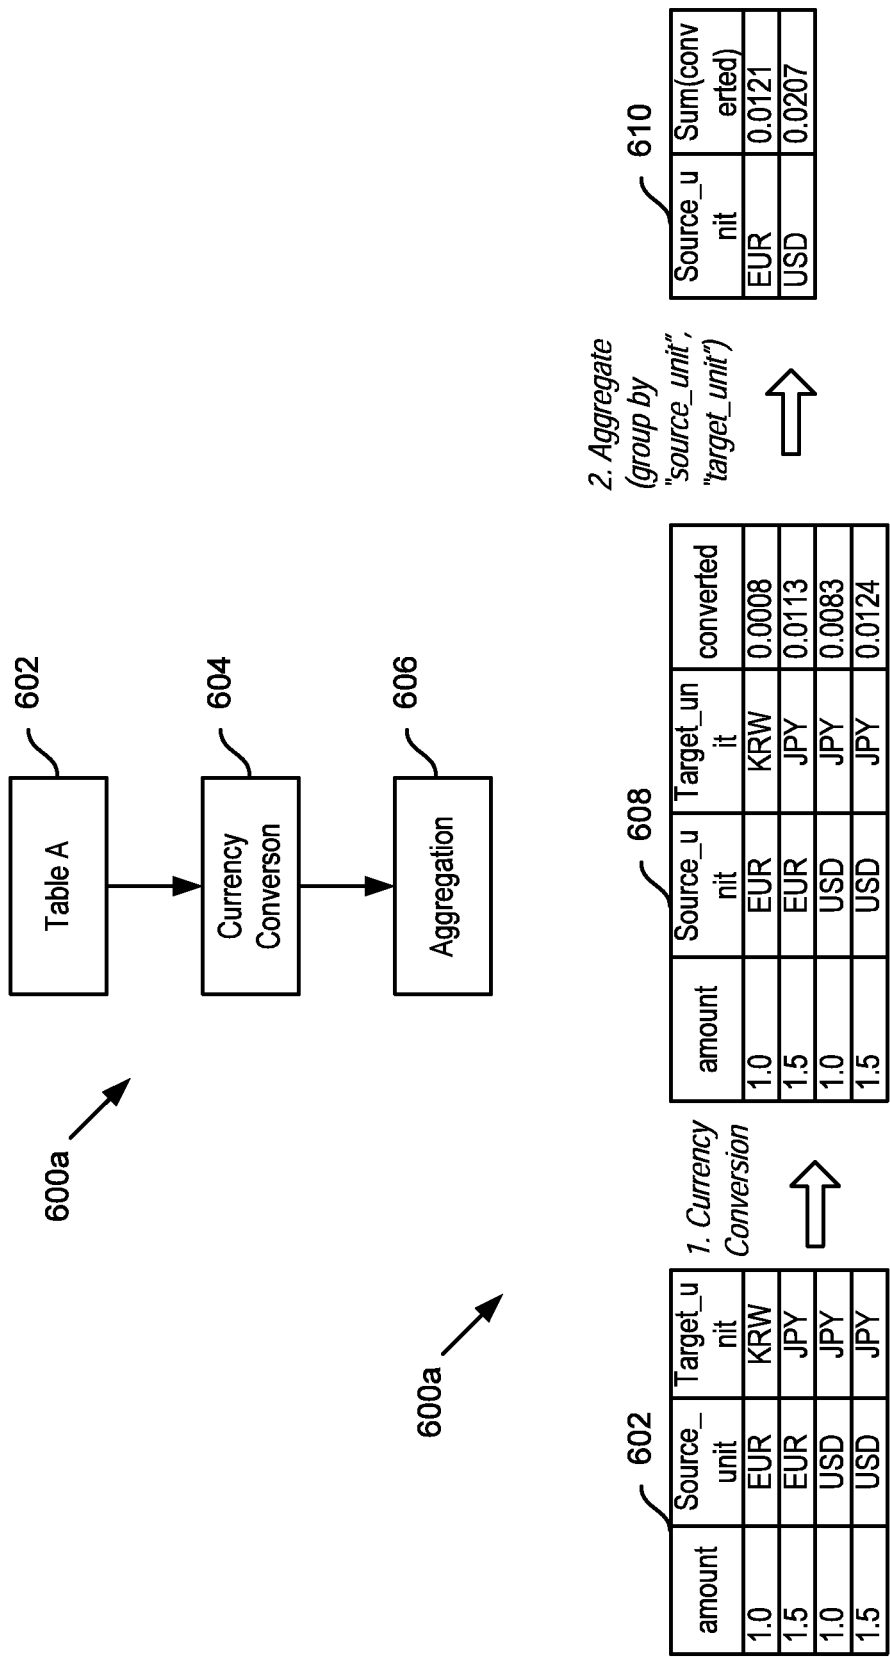 600a
602
Table A
604
Currency
Converson
606
Aggregation
600a
602
amount Source_ Target_u
unit nit
1.0 EUR KRW
1.5 EUR JPY
1.0 USD JPY
1.5 USD JPY
1. Currency
Conversion
608
amount Source_u Target_un converted
nit it
1.0 EUR KRW 0.0008
1.5 EUR JPY 0.0113
1.0 USD JPY 0.0083
1.5 USD JPY 0.0124
2. Aggregate
(group by
"source_unit",
"target_unit")
610
Source_u Sum(conv
nit erted)
EUR 0.0121
USD 0.0207